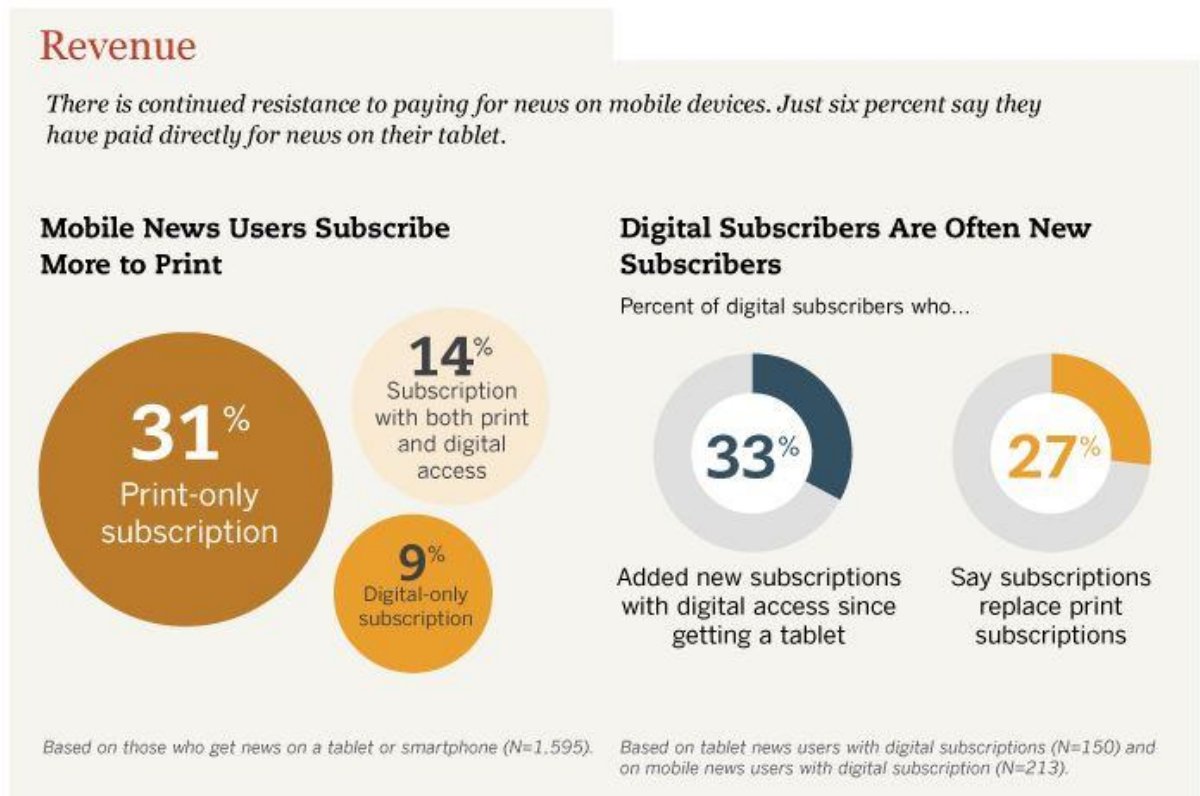 Revenue
There is continued resistance to paying for news on mobile devices. Just six percent say they
have paid directly for news on their tablet.
Mobile News Users Subscribe
More to Print
31%
Print-only
subscription
14%
Subscription
with both print
and digital
access
9%
Digital-only
subscription
Based on those who get news on a tablet or smartphone (N=1,595).
Digital Subscribers Are Often New
Subscribers
Percent of digital subscribers who...
33%
Added new subscriptions
with digital access since
getting a tablet
27%
Say subscriptions
replace print
subscriptions
Based on tablet news users with digital subscriptions (N=150) and
on mobile news users with digital subscription (N=213).